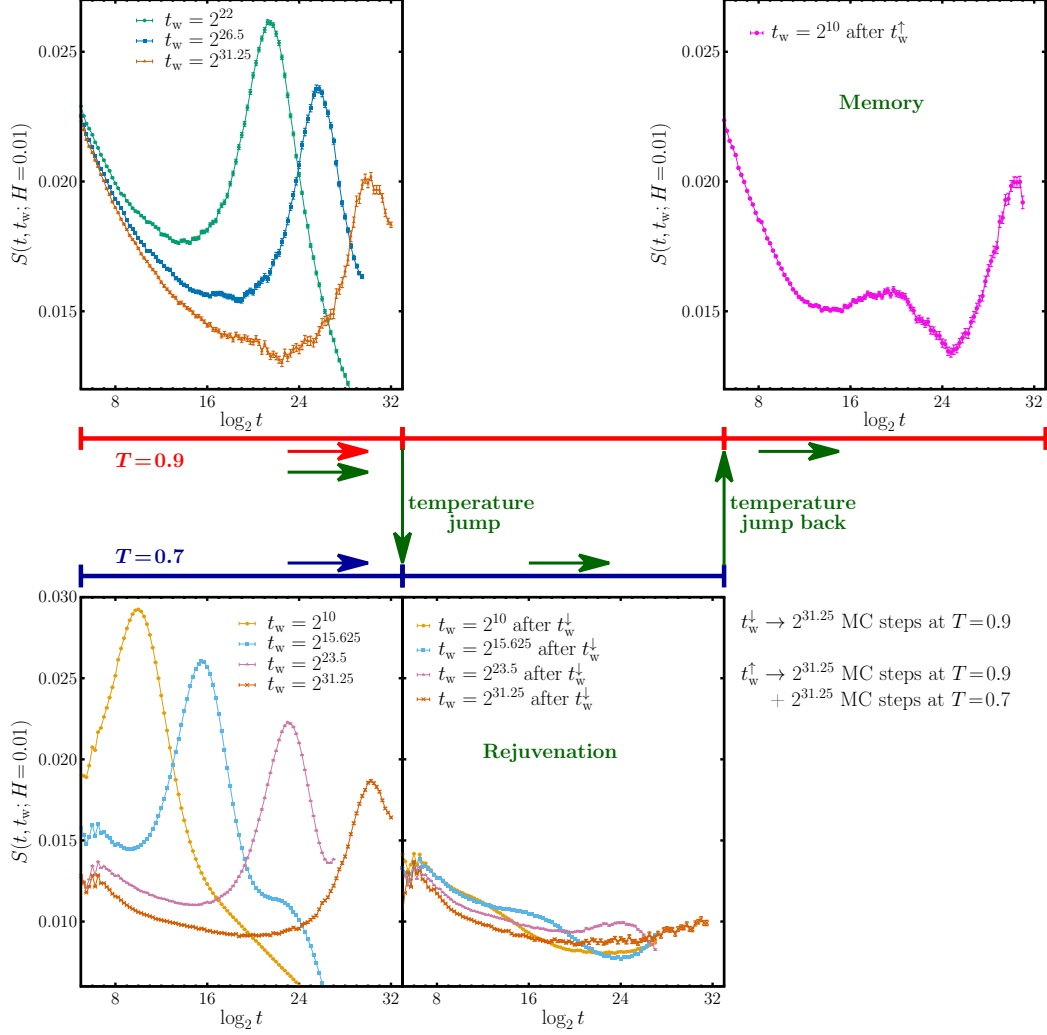 t_w = 2^22
t_w = 2^26.5
t_w = 2^31.25
0.025
0.020
0.015
S(t, t_w; H = 0.01)
8 16 24 32
log₂ t
t_w = 2^10 after t_w^↑
Memory
0.025
0.020
0.015
S(t, t_w; H = 0.01)
8 16 24 32
log₂ t
T = 0.9
temperature
jump
temperature
jump back
T = 0.7
t_w = 2^10
t_w = 2^15.625
t_w = 2^23.5
t_w = 2^31.25
0.030
0.025
0.020
0.015
0.010
S(t, t_w; H = 0.01)
8 16 24 32
log₂ t
t_w = 2^10 after t_w^↓
t_w = 2^15.625 after t_w^↓
t_w = 2^23.5 after t_w^↓
t_w = 2^31.25 after t_w^↓
Rejuvenation
8 16 24 32
log₂ t
t_w^↓ → 2^31.25 MC steps at T = 0.9
t_w^↑ → 2^31.25 MC steps at T = 0.9
+ 2^31.25 MC steps at T = 0.7